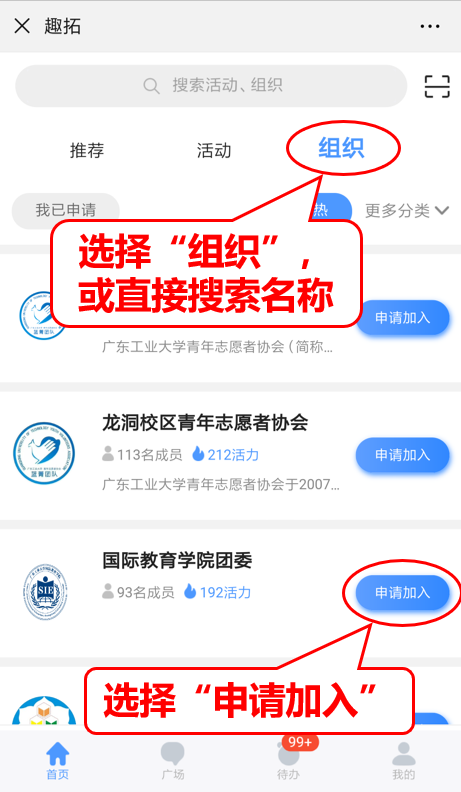 趣拓
搜索活动、组织
推荐
活动
组织
我已申请
热
更多分类
选择“组织”，
或直接搜索名称
申请加入
广东工业大学青年志愿者协会（简称...
龙洞校区青年志愿者协会
113名成员 212活力
申请加入
广东工业大学青年志愿者协会于2007...
蓝菁团队
国际教育学院团委
SIE
93名成员 192活力
申请加入
选择“申请加入”
99+
首页
广场
待办
我的